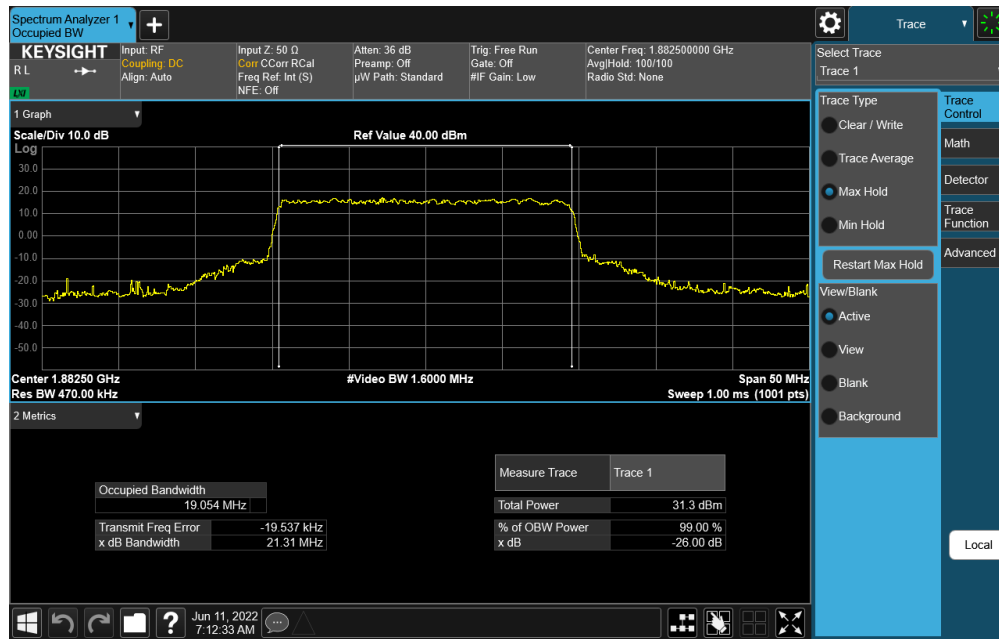 Spectrum Analyzer 1
Occupied BW
+
Trace
KEYSIGHT
R L
LXI
Input: RF
Coupling: DC
Align: Auto
Input Z: 50 Ω
Corr CCorr RCal
Freq Ref: Int (S)
NFE: Off
Atten: 36 dB
Preamp: Off
µW Path: Standard
Trig: Free Run
Gate: Off
#IF Gain: Low
Center Freq: 1.882500000 GHz
Avg|Hold: 100/100
Radio Std: None
Select Trace
Trace 1
1 Graph
Scale/Div 10.0 dB
Ref Value 40.00 dBm
Log
30.0
20.0
10.0
0.00
-10.0
-20.0
-30.0
-40.0
-50.0
Center 1.88250 GHz
#Video BW 1.6000 MHz
Span 50 MHz
Res BW 470.00 kHz
Sweep 1.00 ms (1001 pts)
2 Metrics
Occupied Bandwidth
19.054 MHz
Transmit Freq Error -19.537 kHz
x dB Bandwidth 21.31 MHz
Measure Trace Trace 1
Total Power 31.3 dBm
% of OBW Power 99.00 %
x dB -26.00 dB
Trace Type
Clear / Write
Trace Average
Max Hold
Min Hold
Restart Max Hold
View/Blank
Active
View
Blank
Background
Trace
Control
Math
Detector
Trace
Function
Advanced
Local
?
Jun 11, 2022
7:12:33 AM